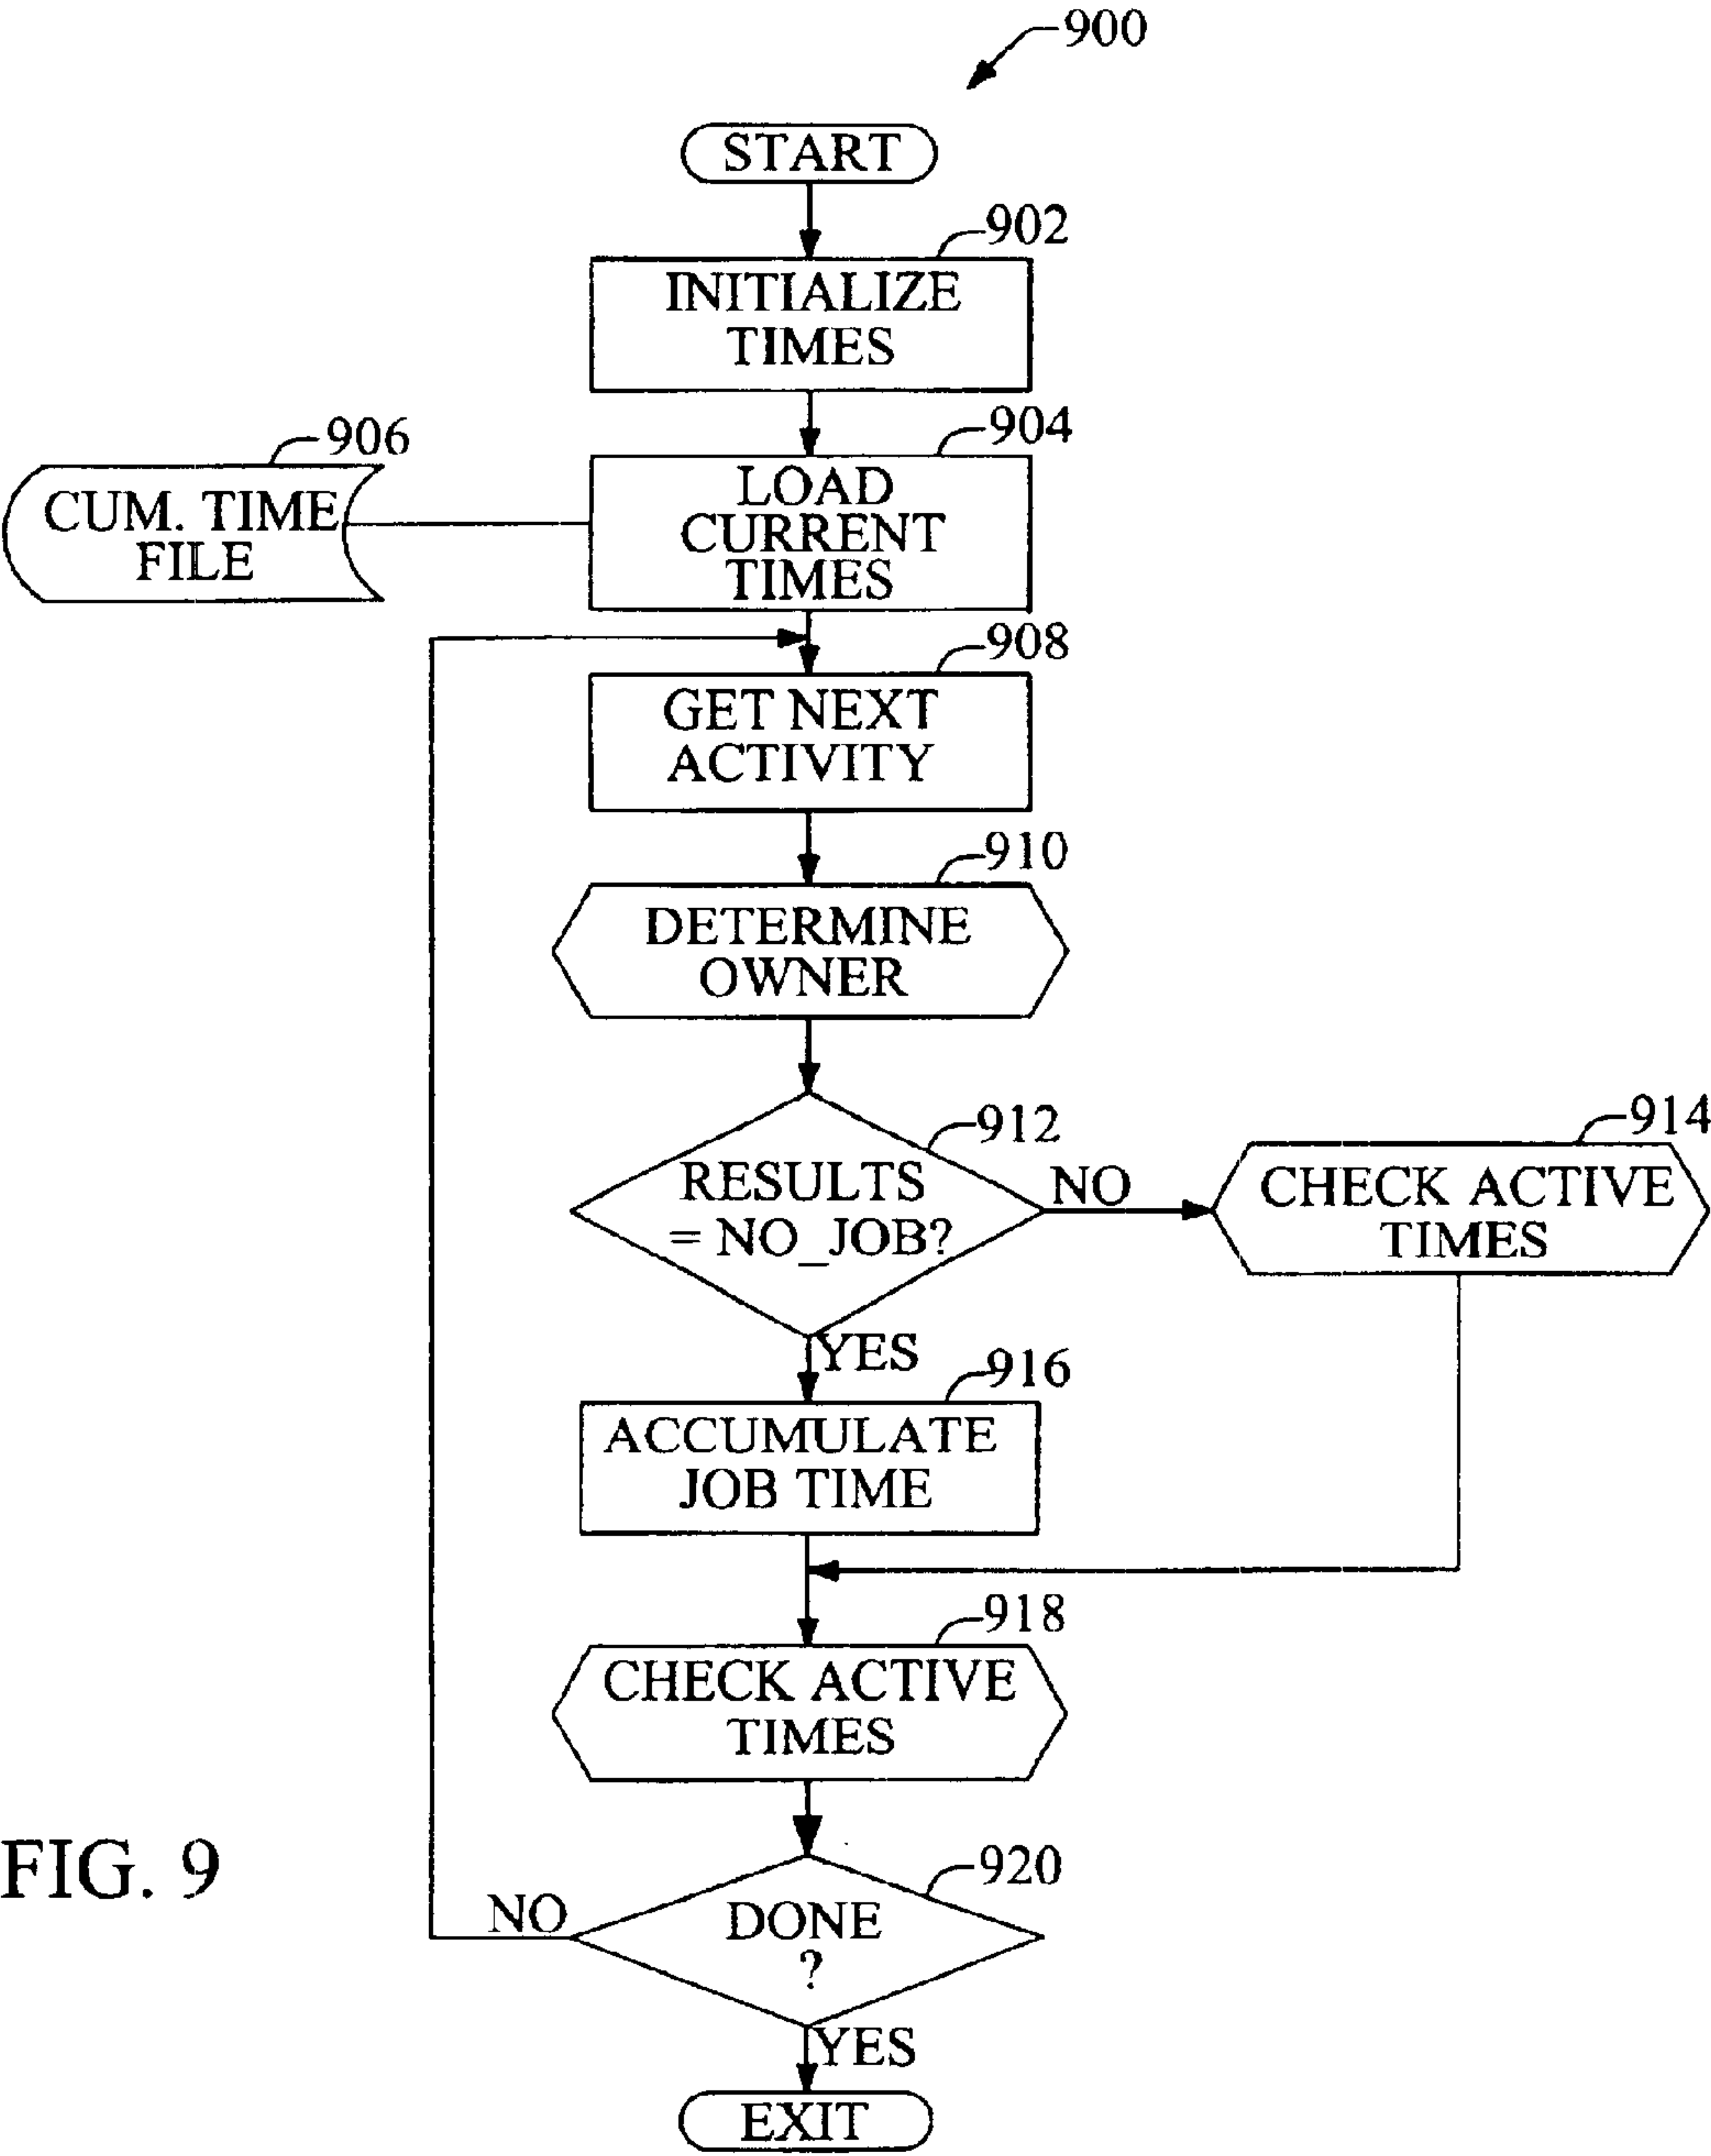 900
START
902
INITIALIZE
TIMES
904
LOAD
CURRENT
TIMES
906
CUM. TIME
FILE
908
GET NEXT
ACTIVITY
910
DETERMINE
OWNER
912
RESULTS
= NO_JOB?
NO
914
CHECK ACTIVE
TIMES
YES
916
ACCUMULATE
JOB TIME
918
CHECK ACTIVE
TIMES
920
DONE
?
NO
YES
EXIT
FIG. 9